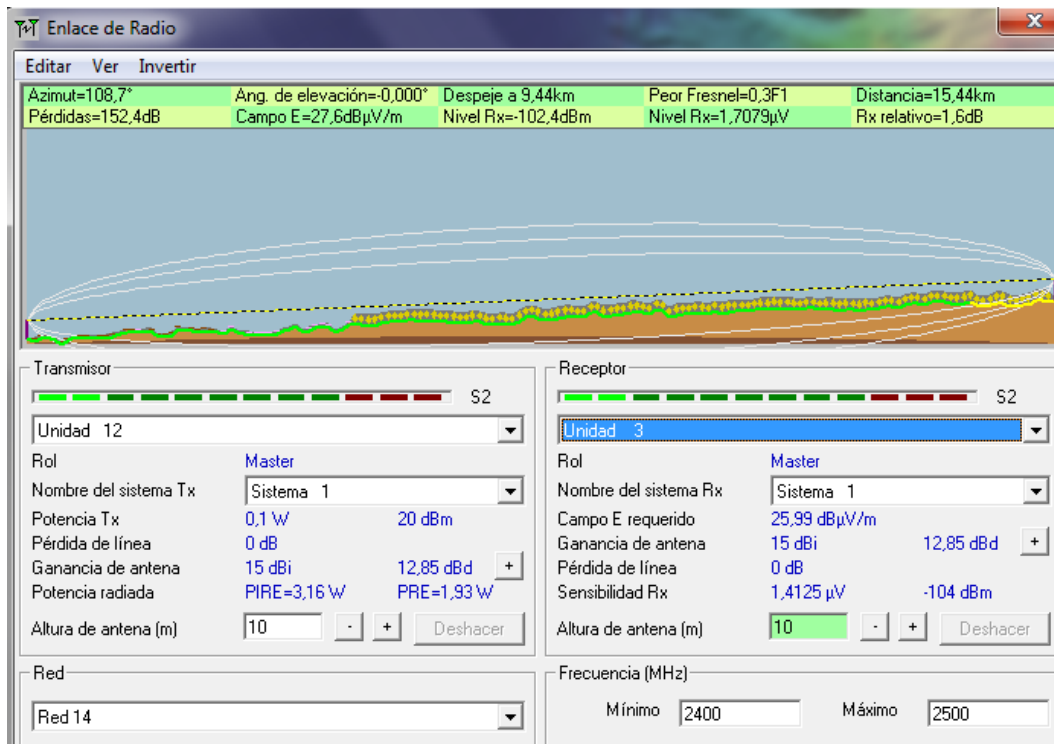 Enlace de Radio
Editar Ver Invertir
Azimut=108,7° Ang. de elevación=-0,000° Despeje a 9,44km Peor Fresnel=0,3F1 Distancia=15,44km
Pérdidas=152,4dB Campo E=27,6dBµV/m Nivel Rx=-102,4dBm Nivel Rx=1,7079µV Rx relativo=1,6dB
Transmisor Receptor
S2 S2
Unidad 12 Unidad 3
Rol Master Rol Master
Nombre del sistema Tx Sistema 1 Nombre del sistema Rx Sistema 1
Potencia Tx 0,1 W 20 dBm Campo E requerido 25,99 dBµV/m
Pérdida de línea 0 dB Ganancia de antena 15 dBi 12,85 dBd +
Ganancia de antena 15 dBi 12,85 dBd + Pérdida de línea 0 dB
Potencia radiada PIRE=3,16 W PRE=1,93 W Sensibilidad Rx 1,4125 µV -104 dBm
Altura de antena (m) 10 - + Deshacer Altura de antena (m) 10 - + Deshacer
Red Frecuencia (MHz)
Red 14 Mínimo 2400 Máximo 2500